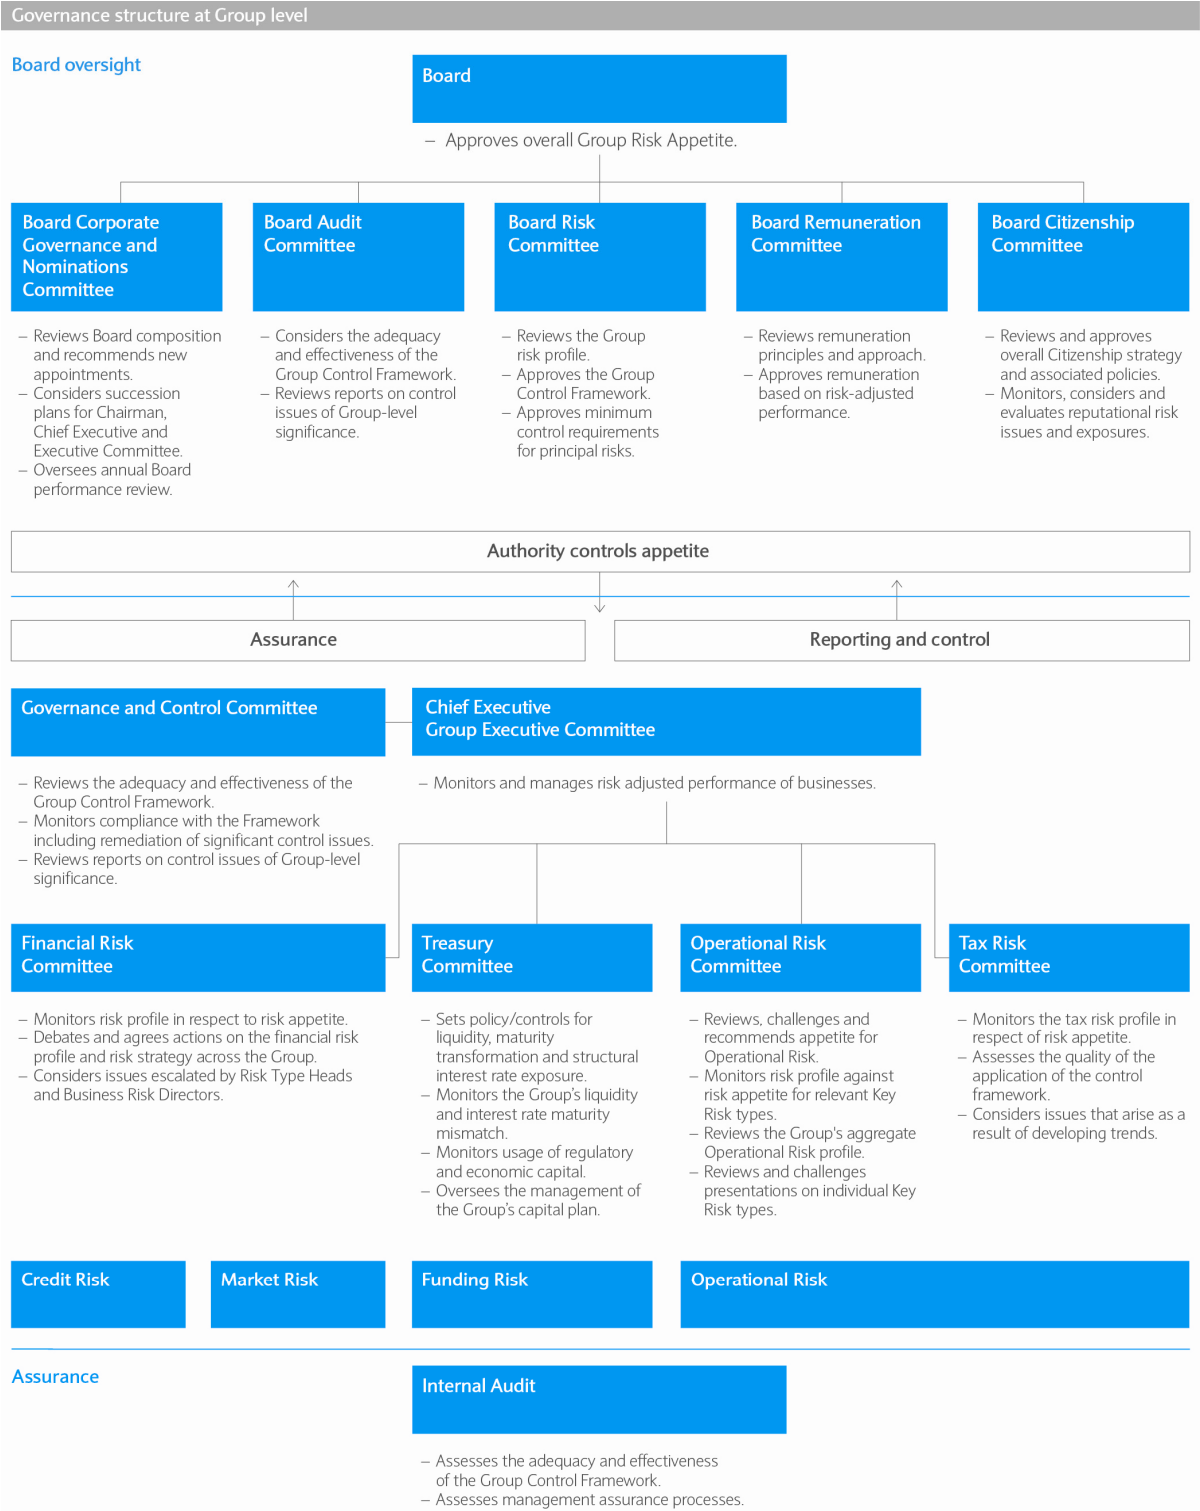 Governance structure at Group level
Board oversight
Board
– Approves overall Group Risk Appetite.
Board Corporate
Governance and
Nominations
Committee
– Reviews Board composition
and recommends new
appointments.
– Considers succession
plans for Chairman,
Chief Executive and
Executive Committee.
– Oversees annual Board
performance review.
Board Audit
Committee
– Considers the adequacy
and effectiveness of the
Group Control Framework.
– Reviews reports on control
issues of Group-level
significance.
Board Risk
Committee
– Reviews the Group
risk profile.
– Approves the Group
Control Framework.
– Approves minimum
control requirements
for principal risks.
Board Remuneration
Committee
– Reviews remuneration
principles and approach.
– Approves remuneration
based on risk-adjusted
performance.
Board Citizenship
Committee
– Reviews and approves
overall Citizenship strategy
and associated policies.
– Monitors, considers and
evaluates reputational risk
issues and exposures.
Authority controls appetite
Assurance
Reporting and control
Governance and Control Committee
– Reviews the adequacy and effectiveness of the
Group Control Framework.
– Monitors compliance with the Framework
including remediation of significant control issues.
– Reviews reports on control issues of Group-level
significance.
Chief Executive
Group Executive Committee
– Monitors and manages risk adjusted performance of businesses.
Financial Risk
Committee
– Monitors risk profile in respect to risk appetite.
– Debates and agrees actions on the financial risk
profile and risk strategy across the Group.
– Considers issues escalated by Risk Type Heads
and Business Risk Directors.
Treasury
Committee
– Sets policy/controls for
liquidity, maturity
transformation and structural
interest rate exposure.
– Monitors the Group’s liquidity
and interest rate maturity
mismatch.
– Monitors usage of regulatory
and economic capital.
– Oversees the management of
the Group’s capital plan.
Operational Risk
Committee
– Reviews, challenges and
recommends appetite for
Operational Risk.
– Monitors risk profile against
risk appetite for relevant Key
Risk types.
– Reviews the Group's aggregate
Operational Risk profile.
– Reviews and challenges
presentations on individual Key
Risk types.
Tax Risk
Committee
– Monitors the tax risk profile in
respect of risk appetite.
– Assesses the quality of the
application of the control
framework.
– Considers issues that arise as a
result of developing trends.
Credit Risk
Market Risk
Funding Risk
Operational Risk
Assurance
Internal Audit
– Assesses the adequacy and effectiveness
of the Group Control Framework.
– Assesses management assurance processes.